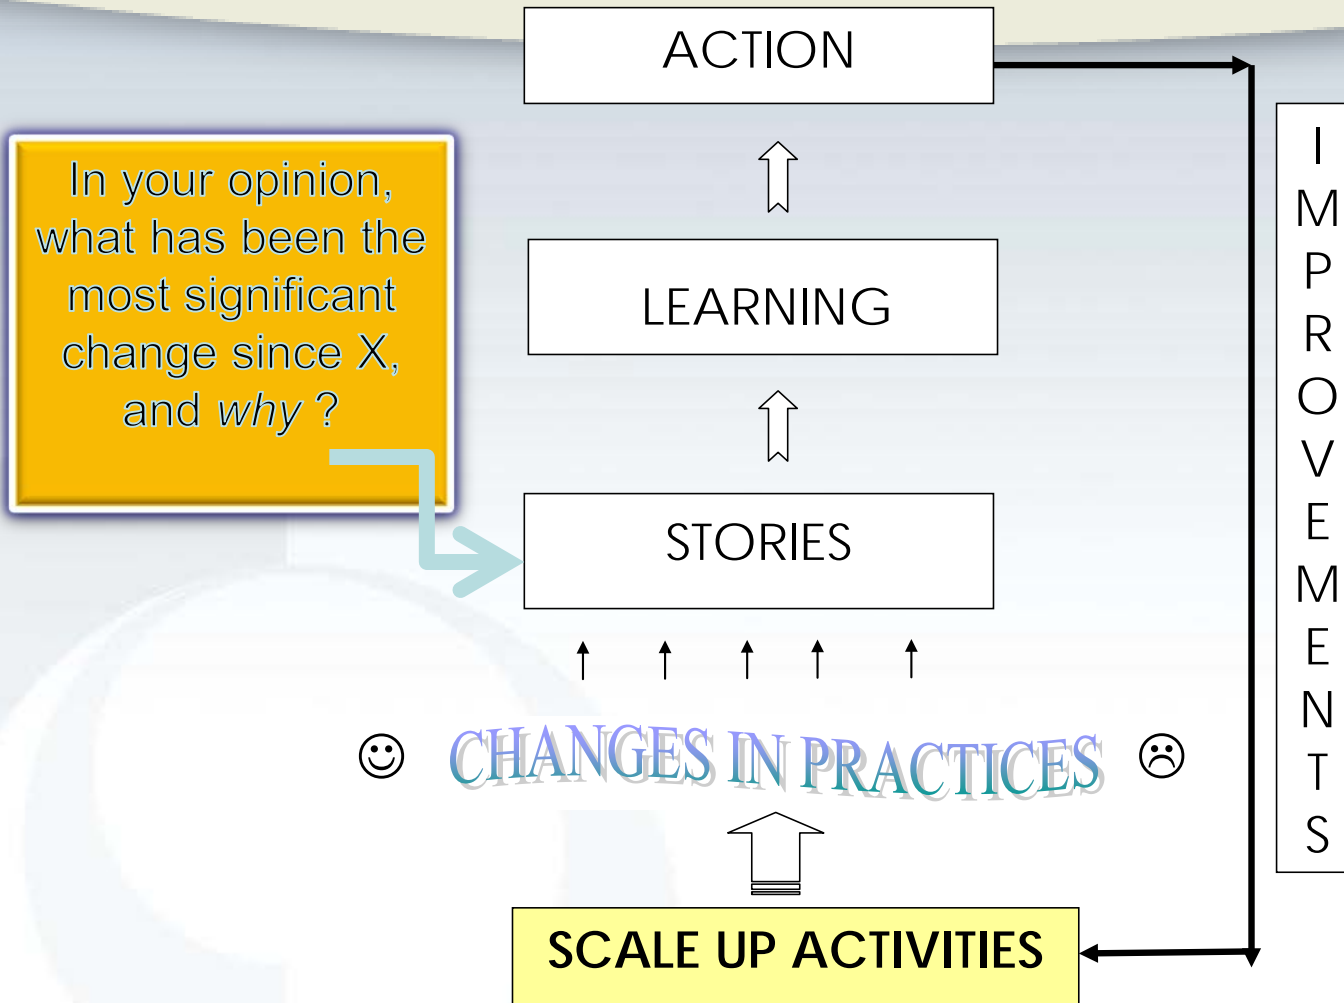 ACTION
In your opinion,
what has been the
most significant
change since X,
and why ?
LEARNING
STORIES
CHANGES IN PRACTICES
SCALE UP ACTIVITIES
I
M
P
R
O
V
E
M
E
N
T
S